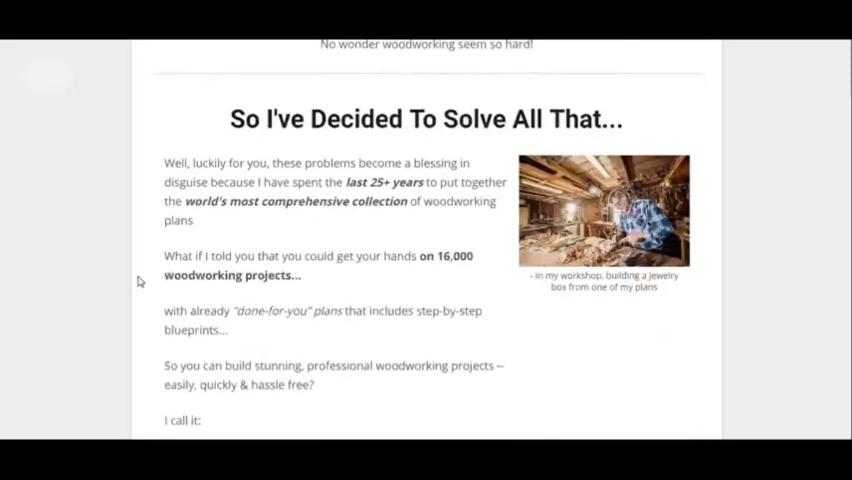 No wonder woodworking seem so hard!
So I've Decided To Solve All That...
Well, luckily for you, these problems become a blessing in
disguise because I have spent the last 25+ years to put together
the world's most comprehensive collection of woodworking
plans
What if I told you that you could get your hands on 16,000
woodworking projects...
with already "done-for-you" plans that includes step-by-step
blueprints...
So you can build stunning, professional woodworking projects –
easily, quickly & hassle free?
I call it:
- in my workshop, building a jewelry
box from one of my plans